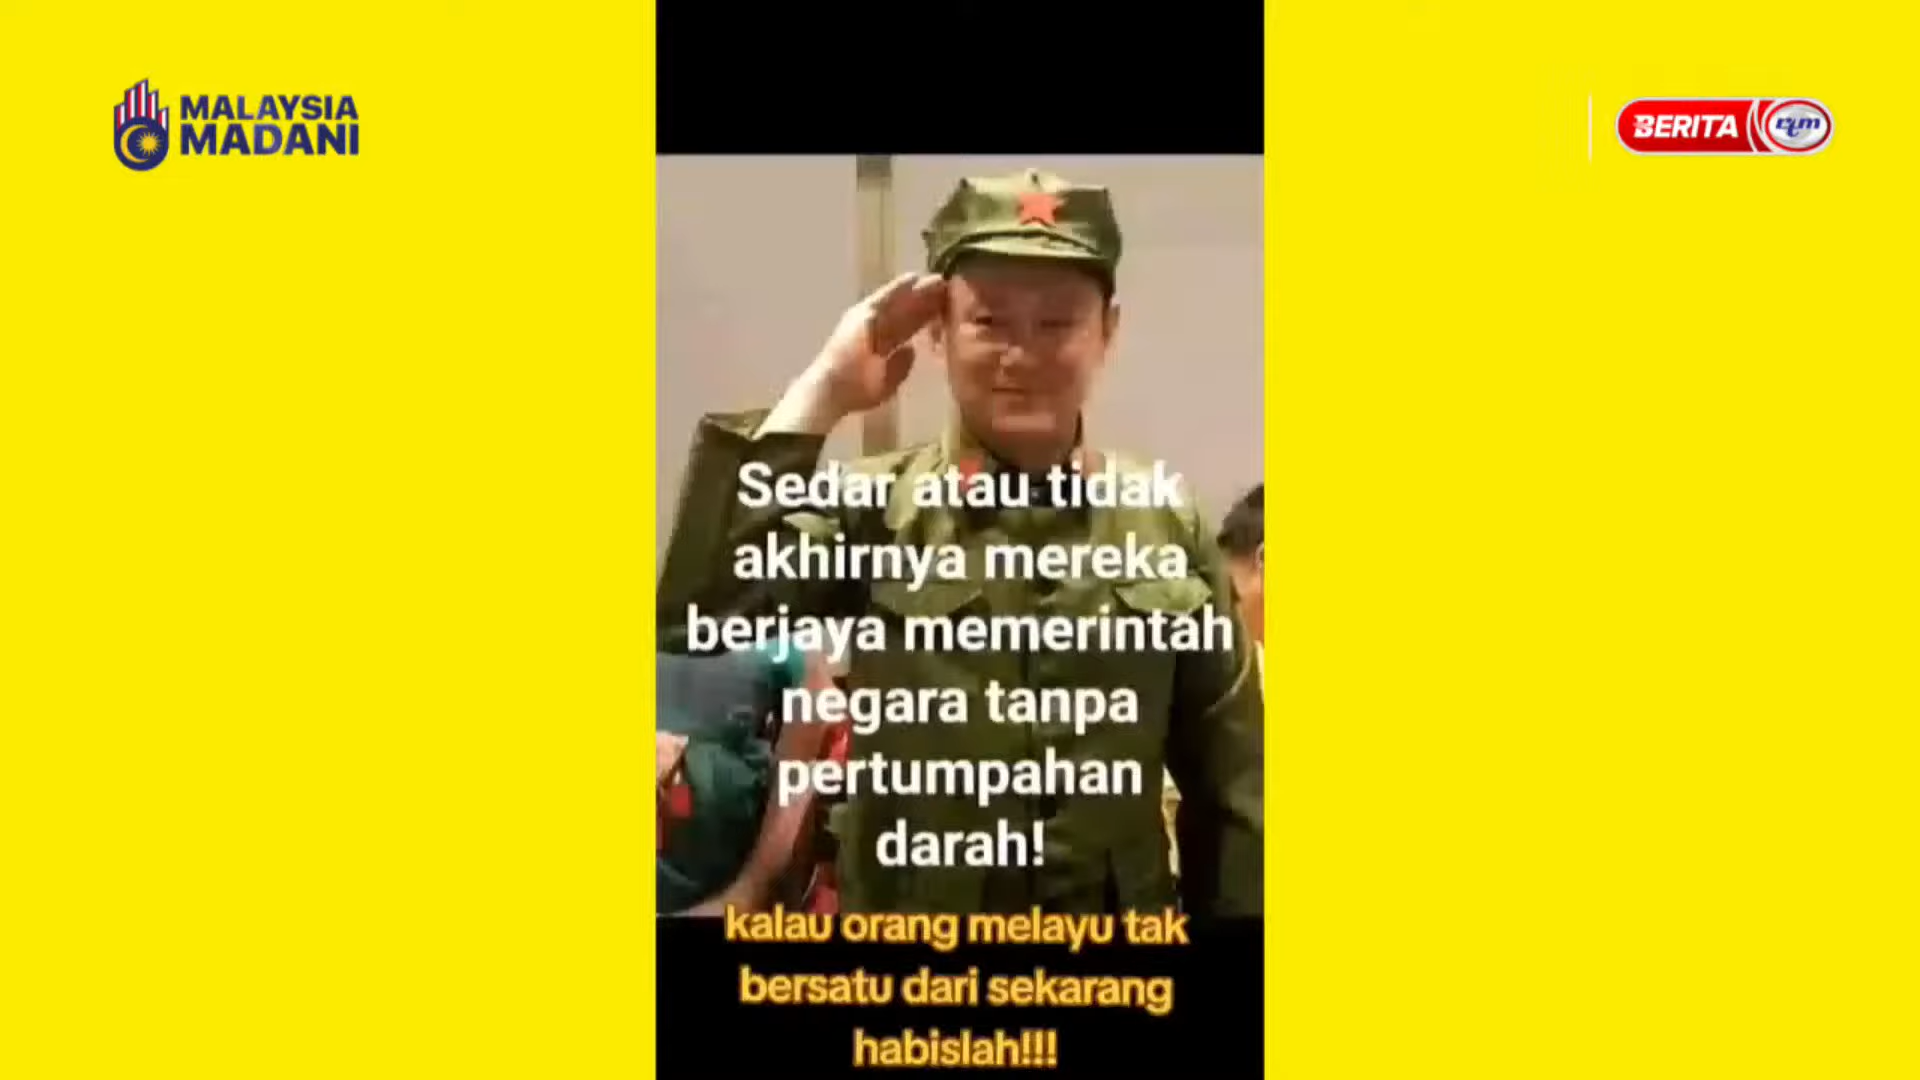 MALAYSIA
MADANI
BERITA rtm
Sedar atau tidak
akhirnya mereka
berjaya memerintah
negara tanpa
pertumpahan
darah!
kalau orang melayu tak
bersatu dari sekarang
habislah!!!